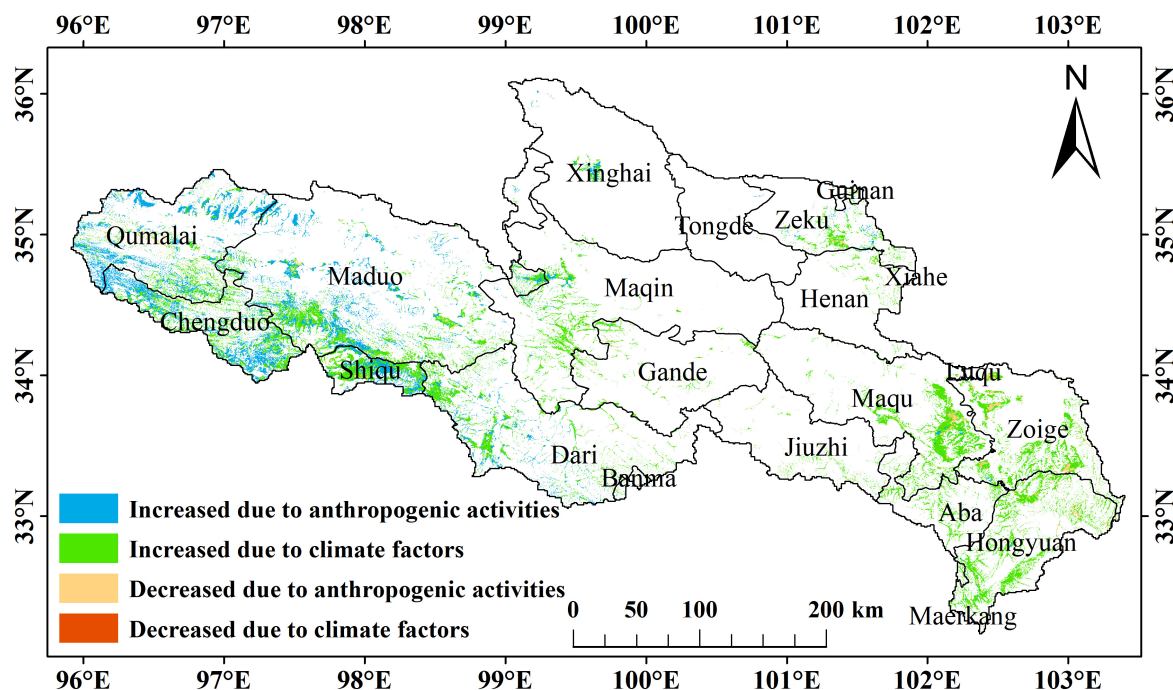 96°E 97°E 98°E 99°E 100°E 101°E 102°E 103°E
N
36°N 36°N
Xinghai
Guinan
Zeku
Tongde
Qumalai
35°N 35°N
Maduo
Xiahe
Maqin
Henan
Chengduo
Shiqu
Gande
Luqu
34°N 34°N
Maqu
Zoige
Dari
Jiuzhi
Banma
Aba
33°N 33°N
Hongyuan
Maerkang
Increased due to anthropogenic activities
Increased due to climate factors
Decreased due to anthropogenic activities
Decreased due to climate factors
0 50 100 200 km
96°E 97°E 98°E 99°E 100°E 101°E 102°E 103°E